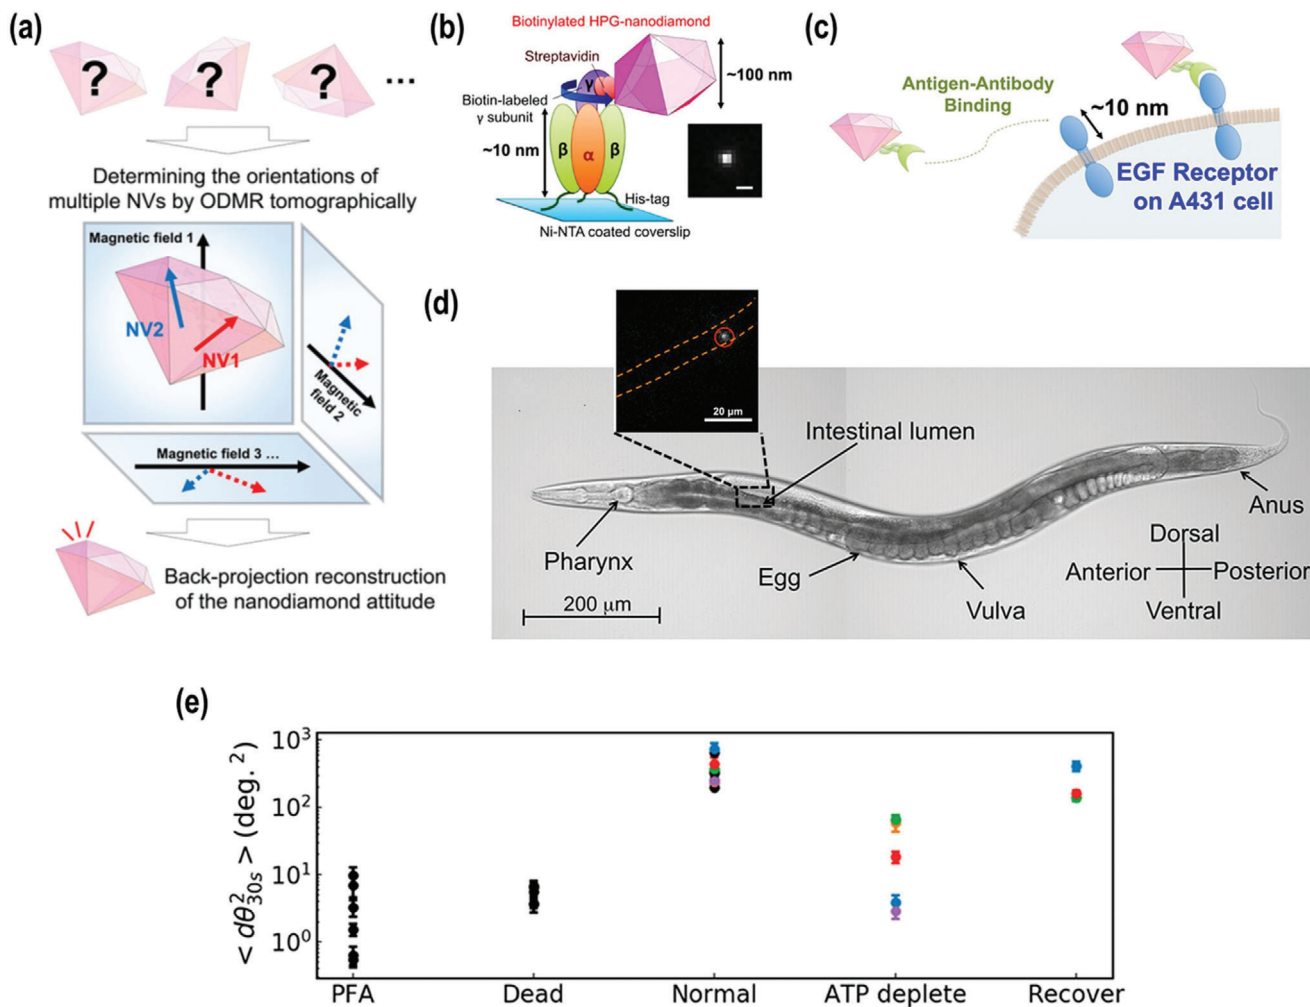 (a)
? ? ? ...
Determining the orientations of
multiple NVs by ODMR tomographically
Magnetic field 1
NV2
NV1
Magnetic
field 2
Magnetic field 3 ...
Back-projection reconstruction
of the nanodiamond attitude
(b)
Biotinylated HPG-nanodiamond
Streptavidin
γ
~100 nm
Biotin-labeled
γ subunit
~10 nm
β α β
His-tag
Ni-NTA coated coverslip
(c)
Antigen-Antibody
Binding
~10 nm
EGF Receptor
on A431 cell
(d)
20 μm
Intestinal lumen
Pharynx
Egg
Vulva
Anus
Dorsal
Anterior Posterior
Ventral
200 μm
(e)
< dθ²30s > (deg. ²)
10³
10²
10¹
10⁰
PFA Dead Normal ATP deplete Recover